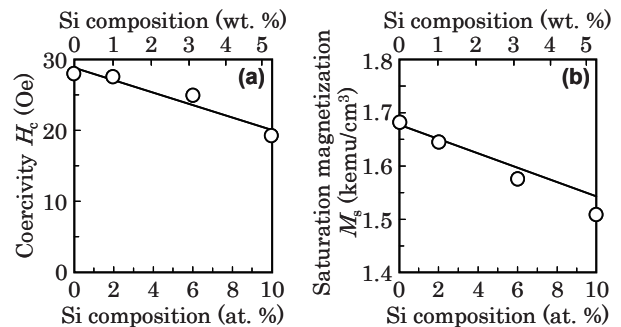 Si composition (wt. %)
0 1 2 3 4 5
Coercivity H_c (Oe)
30
20
10
0
(a)
0 2 4 6 8 10
Si composition (at. %)
Si composition (wt. %)
0 1 2 3 4 5
Saturation magnetization
M_s (kemu/cm³)
1.8
1.7
1.6
1.5
1.4
(b)
0 2 4 6 8 10
Si composition (at. %)